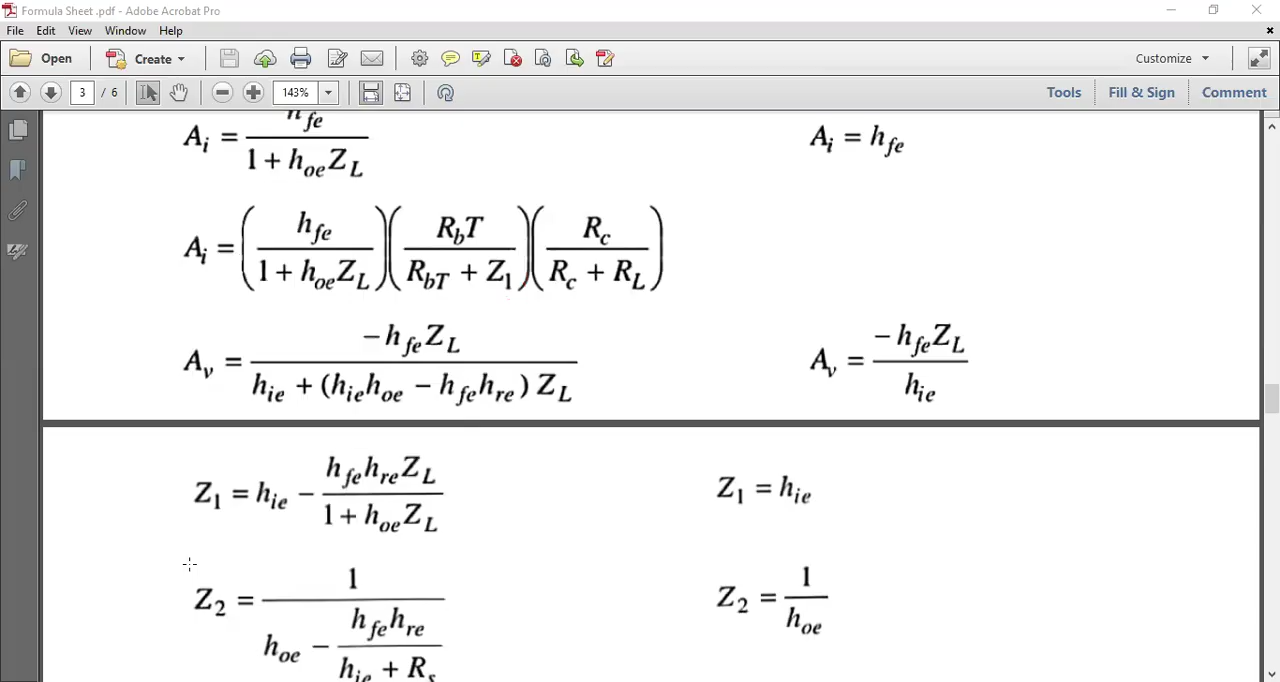 Formula Sheet .pdf - Adobe Acrobat Pro
File Edit View Window Help
Open Create Customize
3 / 6 143% Tools Fill & Sign Comment
A_i = h_fe / (1 + h_oe Z_L) A_i = h_fe
A_i = (h_fe / (1 + h_oe Z_L)) (R_b T / (R_bT + Z_1)) (R_c / (R_c + R_L))
A_v = -h_fe Z_L / (h_ie + (h_ie h_oe - h_fe h_re) Z_L) A_v = -h_fe Z_L / h_ie
Z_1 = h_ie - h_fe h_re Z_L / (1 + h_oe Z_L) Z_1 = h_ie
Z_2 = 1 / (h_oe - h_fe h_re / (h_ie + R_s)) Z_2 = 1 / h_oe